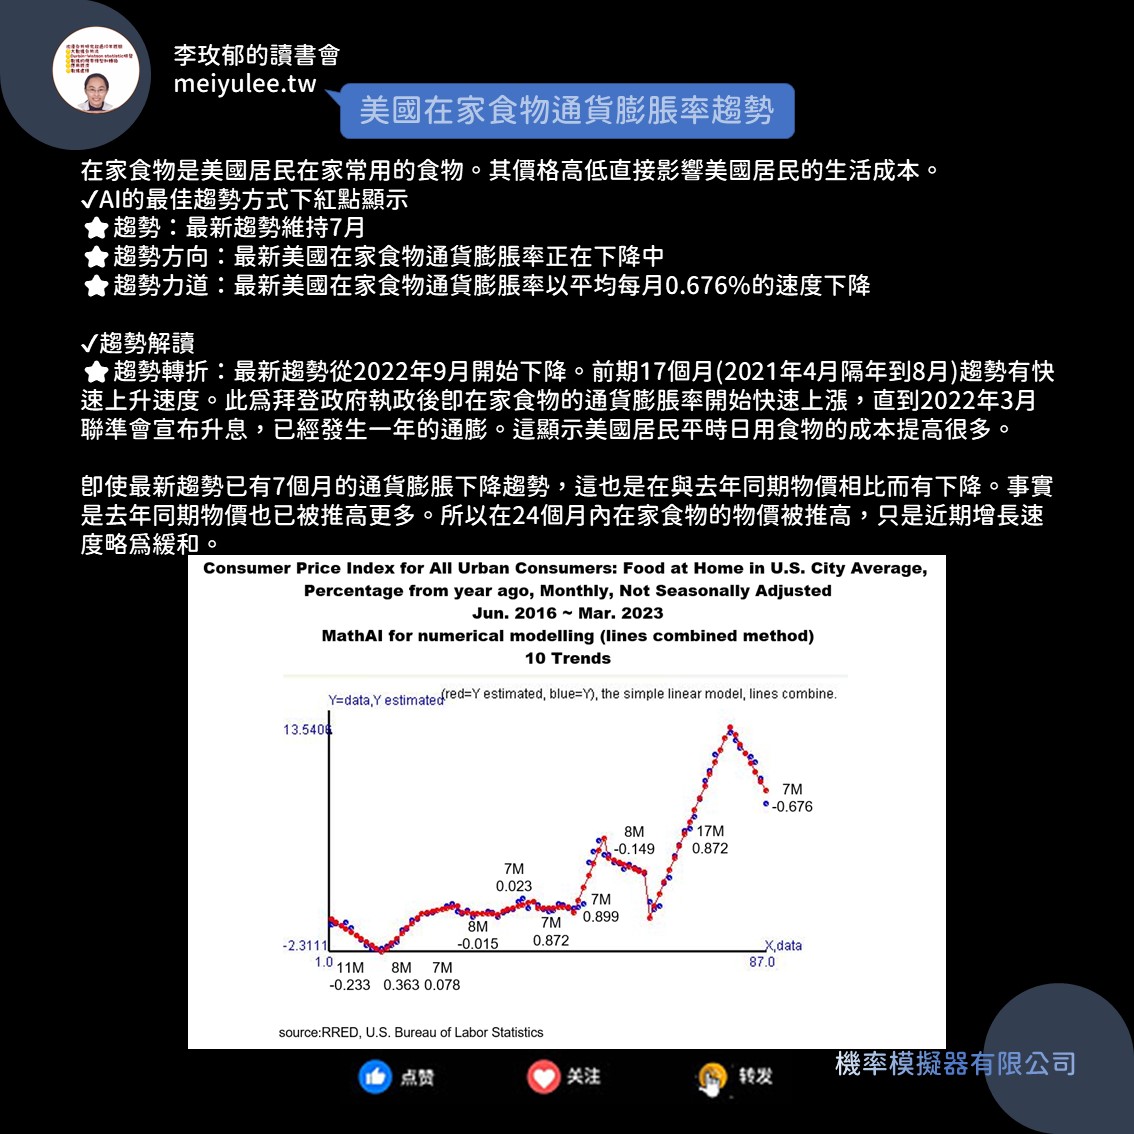 李玫郁的讀書會
meiyulee.tw
美國在家食物通貨膨脹率趨勢
在家食物是美國居民在家常用的食物。其價格高低直接影響美國居民的生活成本。
✓AI的最佳趨勢方式下紅點顯示
⭐趨勢：最新趨勢維持7月
⭐趨勢方向：最新美國在家食物通貨膨脹率正在下降中
⭐趨勢力道：最新美國在家食物通貨膨脹率以平均每月0.676%的速度下降
✓趨勢解讀
⭐趨勢轉折：最新趨勢從2022年9月開始下降。前期17個月(2021年4月隔年到8月)趨勢有快
速上升速度。此為拜登政府執政後即在家食物的通貨膨脹率開始快速上漲，直到2022年3月
聯準會宣布升息，已經發生一年的通膨。這顯示美國居民平時日用食物的成本提高很多。
即使最新趨勢已有7個月的通貨膨脹下降趨勢，這也是在與去年同期物價相比而有下降。事實
是去年同期物價也已被推高更多。所以在24個月內在家食物的物價被推高，只是近期增長速
度略為緩和。
Consumer Price Index for All Urban Consumers: Food at Home in U.S. City Average,
Percentage from year ago, Monthly, Not Seasonally Adjusted
Jun. 2016 ~ Mar. 2023
MathAI for numerical modelling (lines combined method)
10 Trends
Y=data,Y estimated
(red=Y estimated, blue=Y), the simple linear model, lines combine.
13.5406
7M
-0.676
8M
-0.149
17M
0.872
7M
0.023
7M
0.899
8M
-0.015
7M
0.872
-2.3111
X,data
1.0
87.0
11M
-0.233
8M
0.363
7M
0.078
source:RRED, U.S. Bureau of Labor Statistics
機率模擬器有限公司
点赞
关注
转发